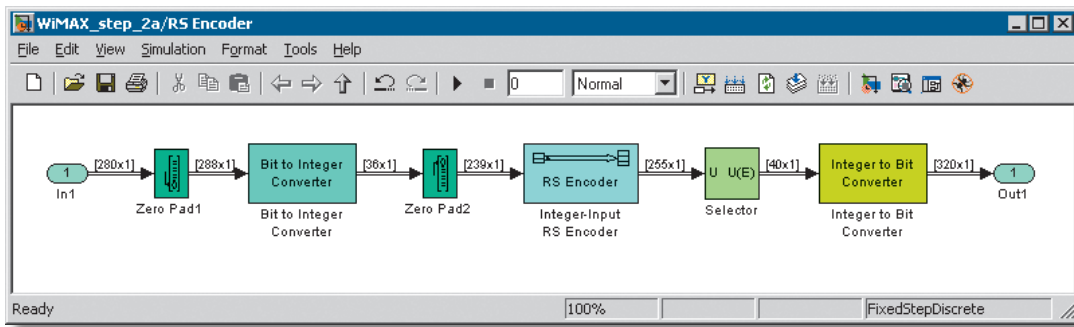 WiMAX_step_2a/RS Encoder
File Edit View Simulation Format Tools Help
0 Normal
1 [280x1] [288x1] Bit to Integer Converter [36x1] [239x1] RS Encoder [255x1] U U(E) [40x1] Integer to Bit Converter [320x1] 1
In1 Zero Pad1 Bit to Integer Converter Zero Pad2 Integer-Input RS Encoder Selector Integer to Bit Converter Out1
Ready 100% FixedStepDiscrete